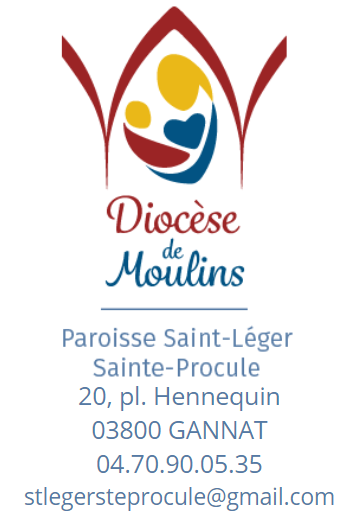 Diocèse
de
Moulins
Paroisse Saint-Léger
Sainte-Procule
20, pl. Hennequin
03800 GANNAT
04.70.90.05.35
stlegersteprocule@gmail.com